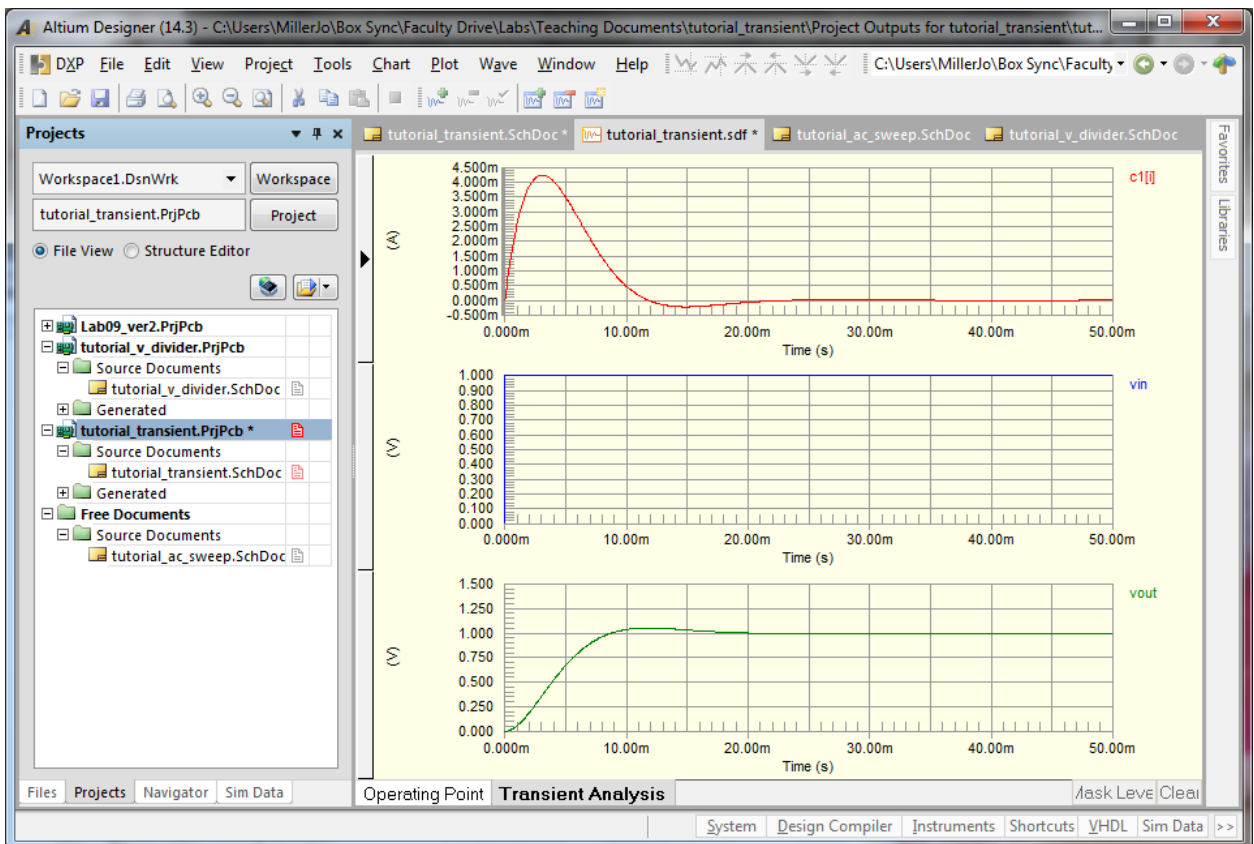 Altium Designer (14.3) - C:\Users\MillerJo\Box Sync\Faculty Drive\Labs\Teaching Documents\tutorial_transient\Project Outputs for tutorial_transient\tut...
DXP File Edit View Project Tools Chart Plot Wave Window Help C:\Users\MillerJo\Box Sync\Faculty
Projects
tutorial_transient.SchDoc * tutorial_transient.sdf * tutorial_ac_sweep.SchDoc tutorial_v_divider.SchDoc
Favorites
Libraries
Workspace1.DsnWrk Workspace
tutorial_transient.PrjPcb Project
File View Structure Editor
Lab09_ver2.PrjPcb
tutorial_v_divider.PrjPcb
Source Documents
tutorial_v_divider.SchDoc
Generated
tutorial_transient.PrjPcb *
Source Documents
tutorial_transient.SchDoc
Generated
Free Documents
Source Documents
tutorial_ac_sweep.SchDoc
Files Projects Navigator Sim Data
4.500m
4.000m
3.500m
3.000m
2.500m
2.000m
1.500m
1.000m
0.500m
0.000m
-0.500m
(A)
c1[i]
0.000m 10.00m 20.00m 30.00m 40.00m 50.00m
Time (s)
1.000
0.900
0.800
0.700
0.600
0.500
0.400
0.300
0.200
0.100
0.000
(V)
vin
0.000m 10.00m 20.00m 30.00m 40.00m 50.00m
Time (s)
1.500
1.250
1.000
0.750
0.500
0.250
0.000
(V)
vout
0.000m 10.00m 20.00m 30.00m 40.00m 50.00m
Time (s)
Operating Point Transient Analysis Mask Leve Clear
System Design Compiler Instruments Shortcuts VHDL Sim Data >>